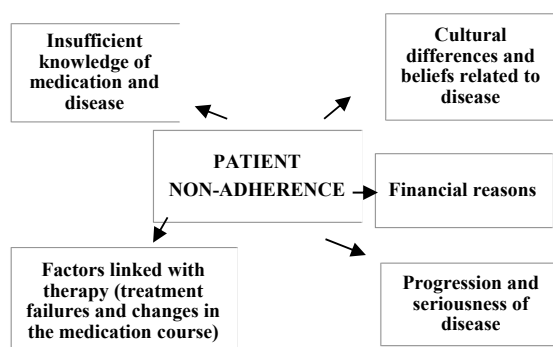 Insufficient
knowledge of
medication and
disease
Cultural
differences and
beliefs related to
disease
PATIENT
NON-ADHERENCE
Financial reasons
Factors linked with
therapy (treatment
failures and changes in
the medication course)
Progression and
seriousness of
disease